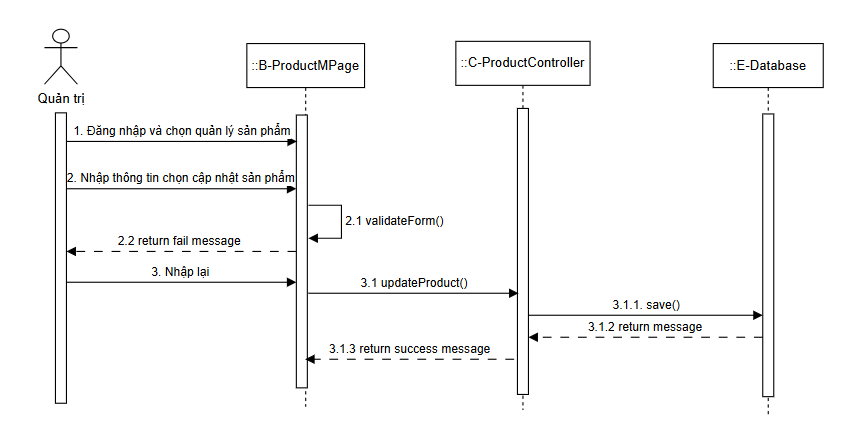 ::B-ProductMPage
::C-ProductController
::E-Database
Quản trị
1. Đăng nhập và chọn quản lý sản phẩm
2. Nhập thông tin chọn cập nhật sản phẩm
2.1 validateForm()
2.2 return fail message
3. Nhập lại
3.1 updateProduct()
3.1.1. save()
3.1.2 return message
3.1.3 return success message